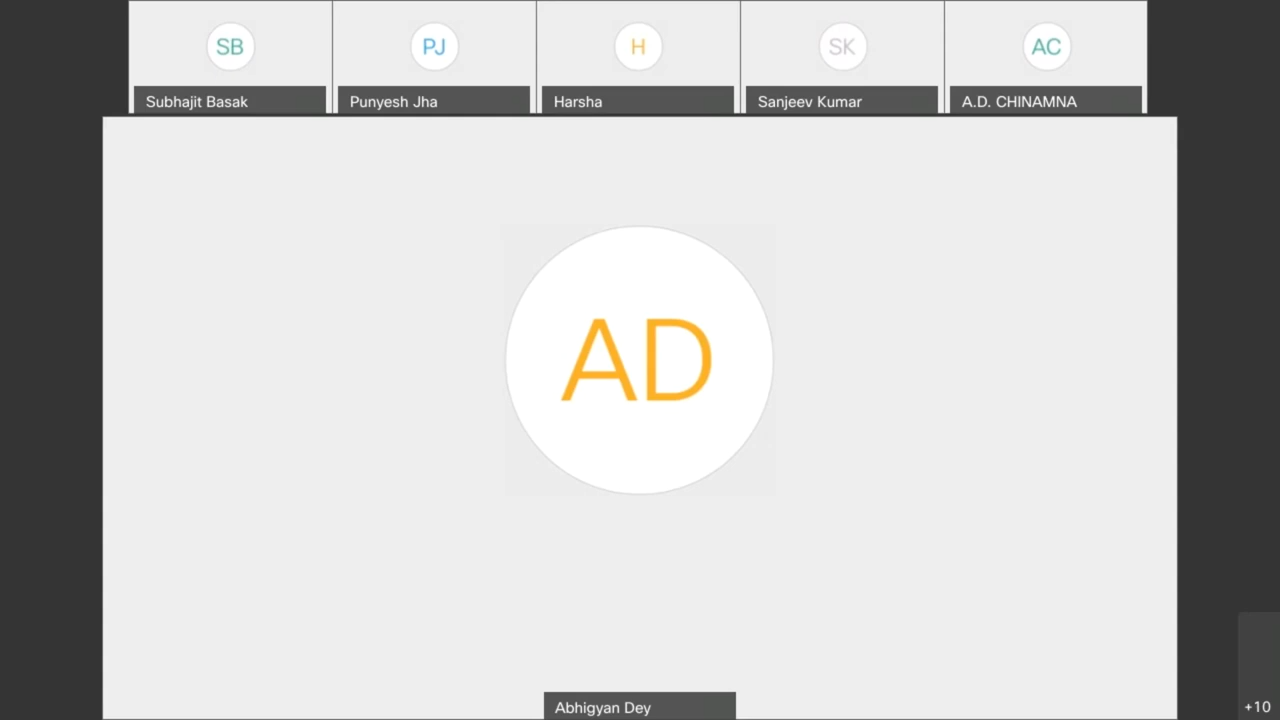 SB
Subhajit Basak
PJ
Punyesh Jha
H
Harsha
SK
Sanjeev Kumar
AC
A.D. CHINAMNA
AD
Abhigyan Dey
+10